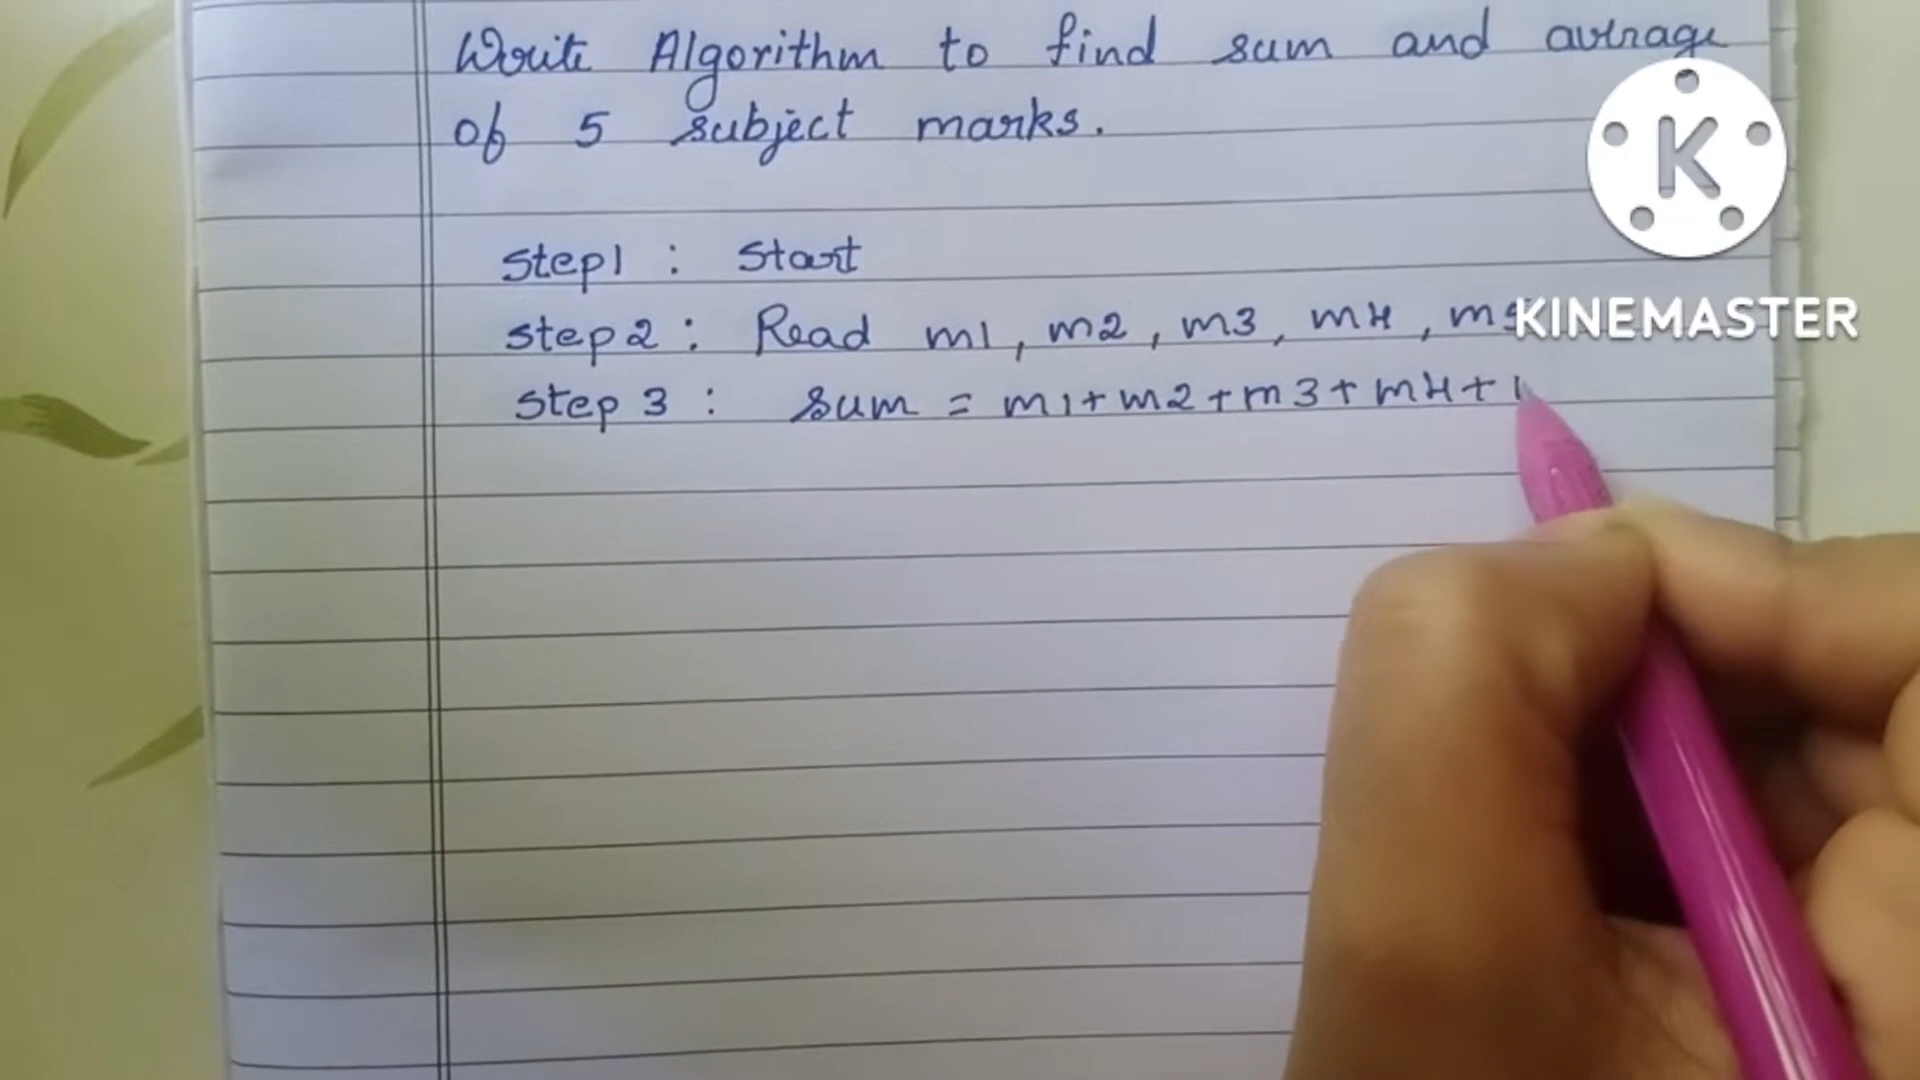 Write Algorithm to find sum and average
of 5 subject marks.
K
Step1 : Start
Step2 : Read m1, m2, m3, m4, m5
KINEMASTER
Step 3 : Sum = m1+m2+m3+m4+